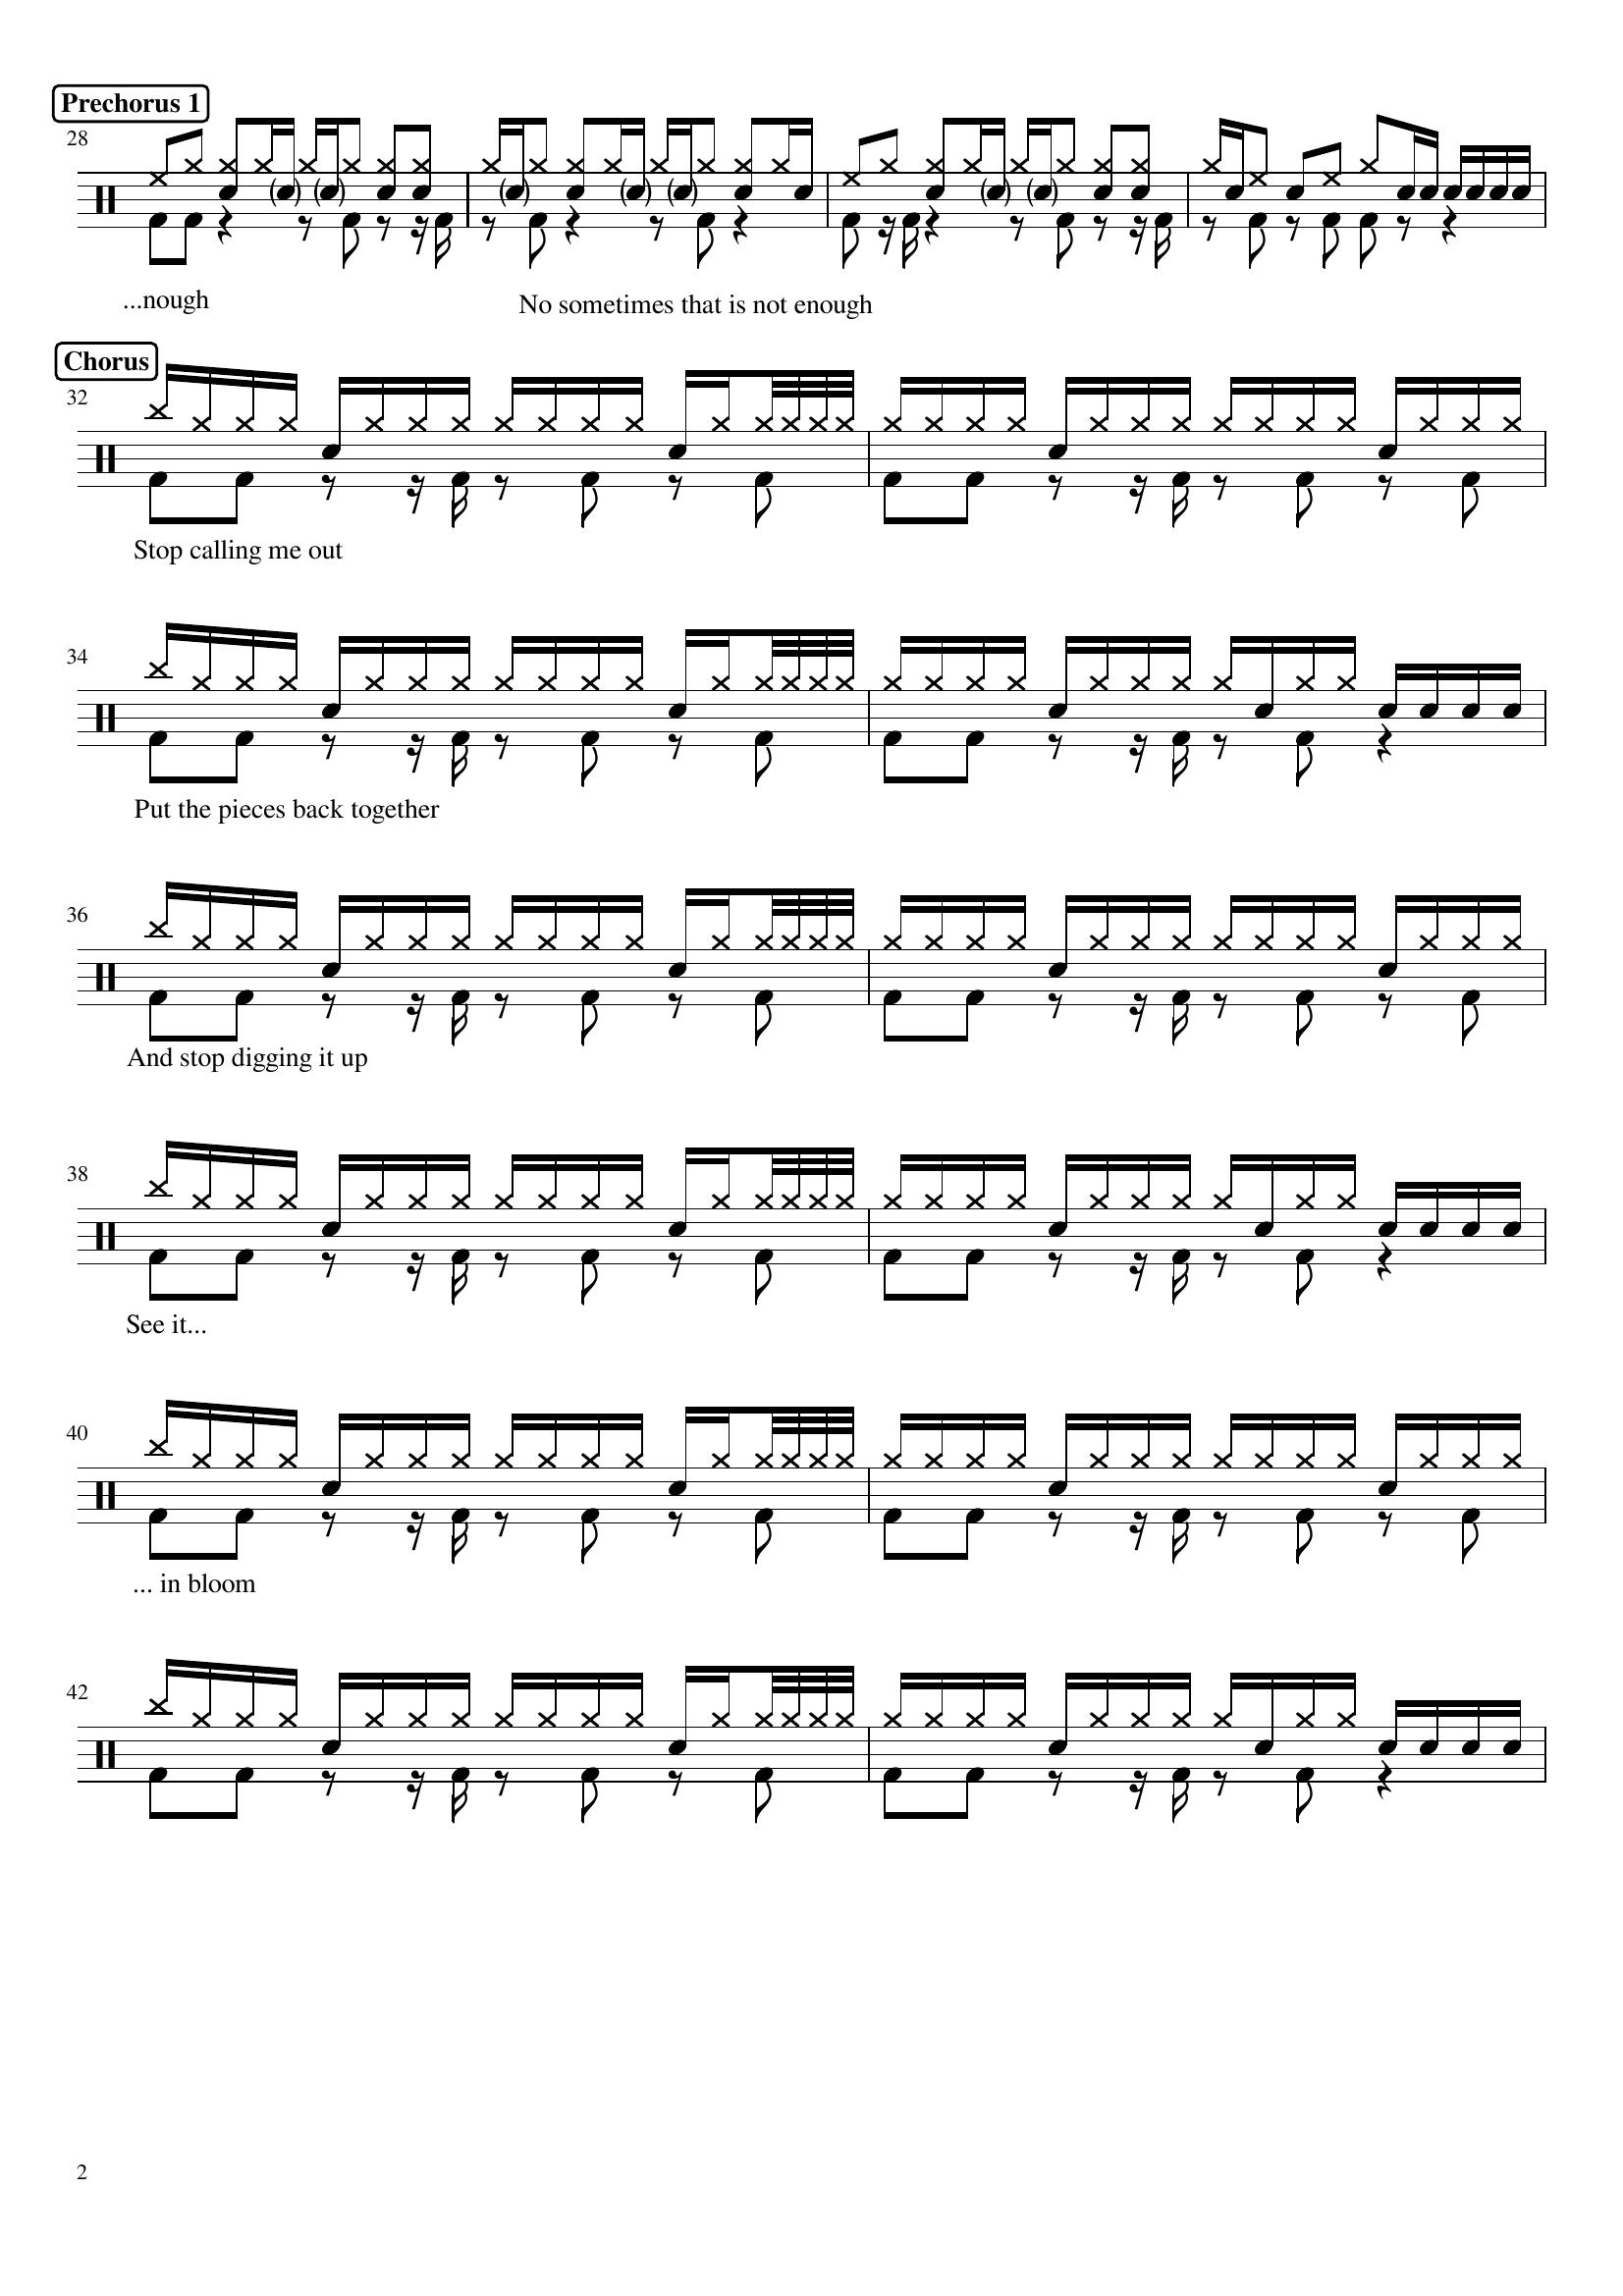 Prechorus 1
28
...nough
No sometimes that is not enough
Chorus
32
Stop calling me out
34
Put the pieces back together
36
And stop digging it up
38
See it...
40
... in bloom
42
2